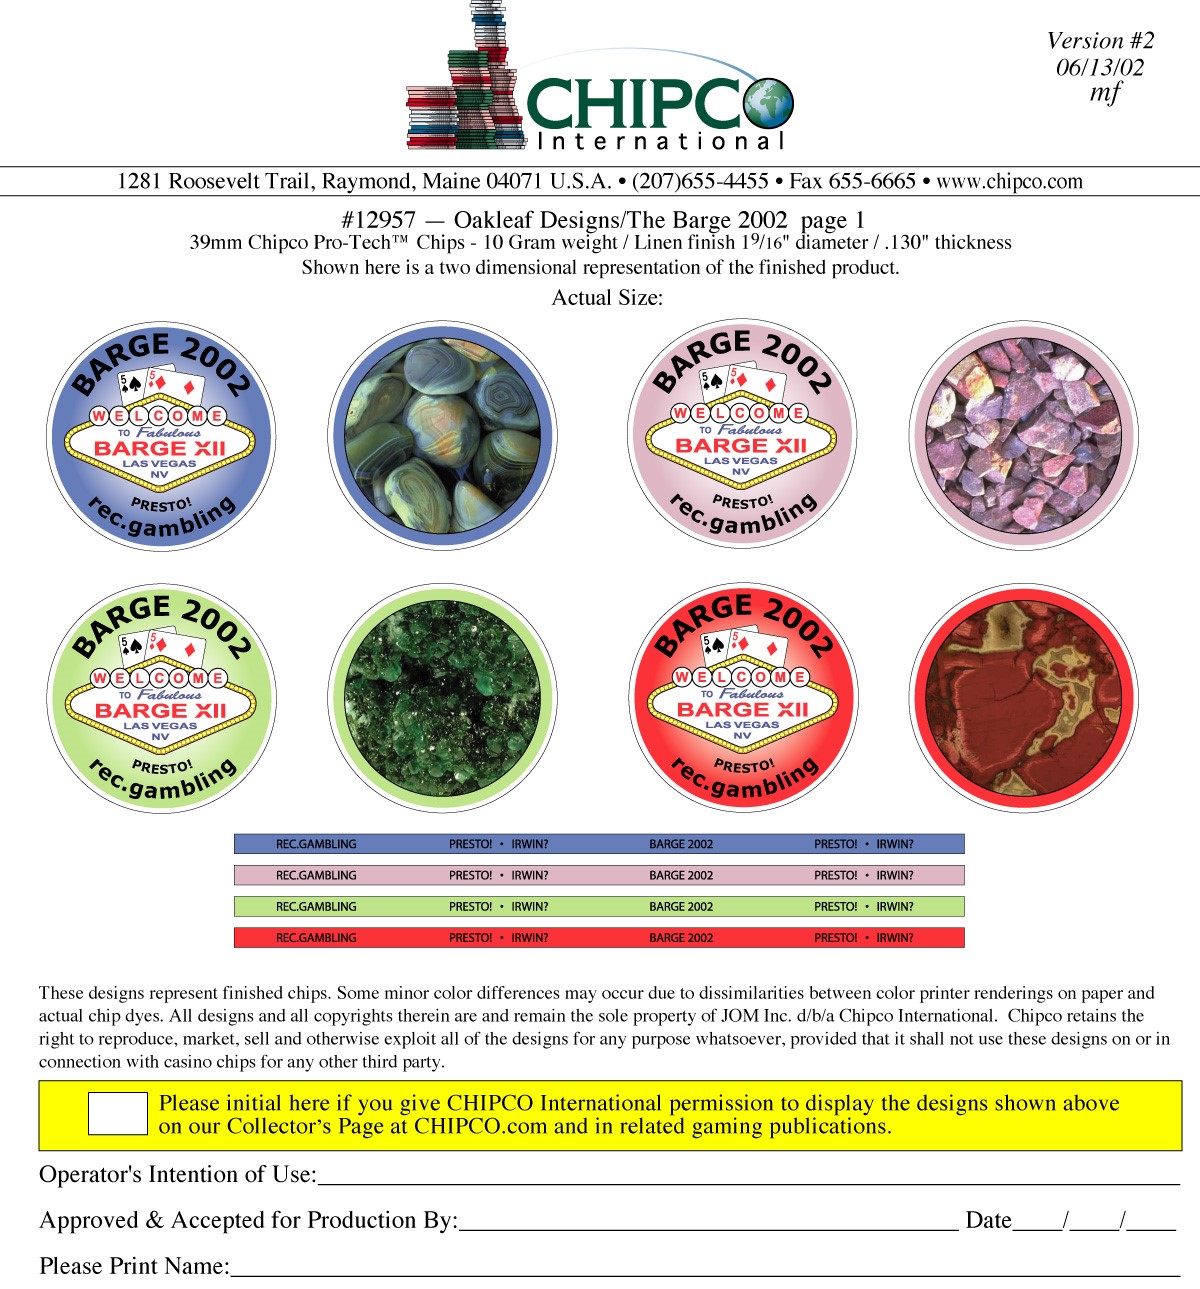 Version #2
06/13/02
mf
CHIPCO
International
1281 Roosevelt Trail, Raymond, Maine 04071 U.S.A. • (207)655-4455 • Fax 655-6665 • www.chipco.com
#12957 — Oakleaf Designs/The Barge 2002 page 1
39mm Chipco Pro-Tech™ Chips - 10 Gram weight / Linen finish 19/16" diameter / .130" thickness
Shown here is a two dimensional representation of the finished product.
Actual Size:
BARGE 2002
5 5
WELCOME
TO Fabulous
BARGE XII
LAS VEGAS
NV
PRESTO!
rec.gambling
BARGE 2002
5 5
WELCOME
TO Fabulous
BARGE XII
LAS VEGAS
NV
PRESTO!
rec.gambling
BARGE 2002
5 5
WELCOME
TO Fabulous
BARGE XII
LAS VEGAS
NV
PRESTO!
rec.gambling
BARGE 2002
5 5
WELCOME
TO Fabulous
BARGE XII
LAS VEGAS
NV
PRESTO!
rec.gambling
REC.GAMBLING PRESTO! • IRWIN? BARGE 2002 PRESTO! • IRWIN?
REC.GAMBLING PRESTO! • IRWIN? BARGE 2002 PRESTO! • IRWIN?
REC.GAMBLING PRESTO! • IRWIN? BARGE 2002 PRESTO! • IRWIN?
REC.GAMBLING PRESTO! • IRWIN? BARGE 2002 PRESTO! • IRWIN?
These designs represent finished chips. Some minor color differences may occur due to dissimilarities between color printer renderings on paper and
actual chip dyes. All designs and all copyrights therein are and remain the sole property of JOM Inc. d/b/a Chipco International. Chipco retains the
right to reproduce, market, sell and otherwise exploit all of the designs for any purpose whatsoever, provided that it shall not use these designs on or in
connection with casino chips for any other third party.
Please initial here if you give CHIPCO International permission to display the designs shown above
on our Collector's Page at CHIPCO.com and in related gaming publications.
Operator's Intention of Use:
Approved & Accepted for Production By: Date / /
Please Print Name: